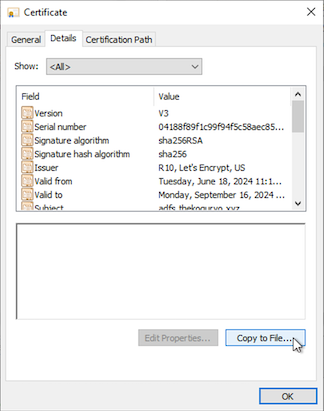 Certificate
General Details Certification Path
Show: <All>
Field Value
Version V3
Serial number 04188f89f1c99f94f5c58aec85...
Signature algorithm sha256RSA
Signature hash algorithm sha256
Issuer R10, Let's Encrypt, US
Valid from Tuesday, June 18, 2024 11:1...
Valid to Monday, September 16, 2024 ...
Subject adfs.thekoguryo.xyz
Edit Properties... Copy to File...
OK